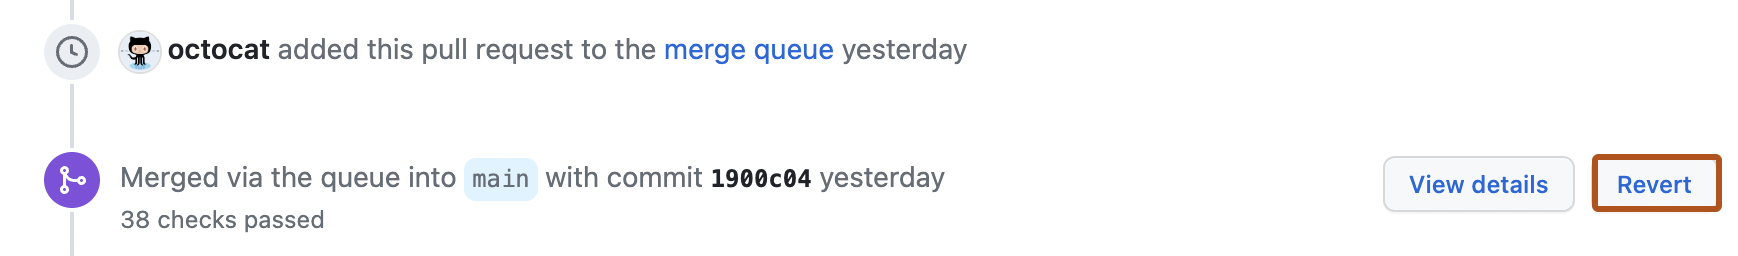 octocat added this pull request to the merge queue yesterday
Merged via the queue into main with commit 1900c04 yesterday
View details
Revert
38 checks passed